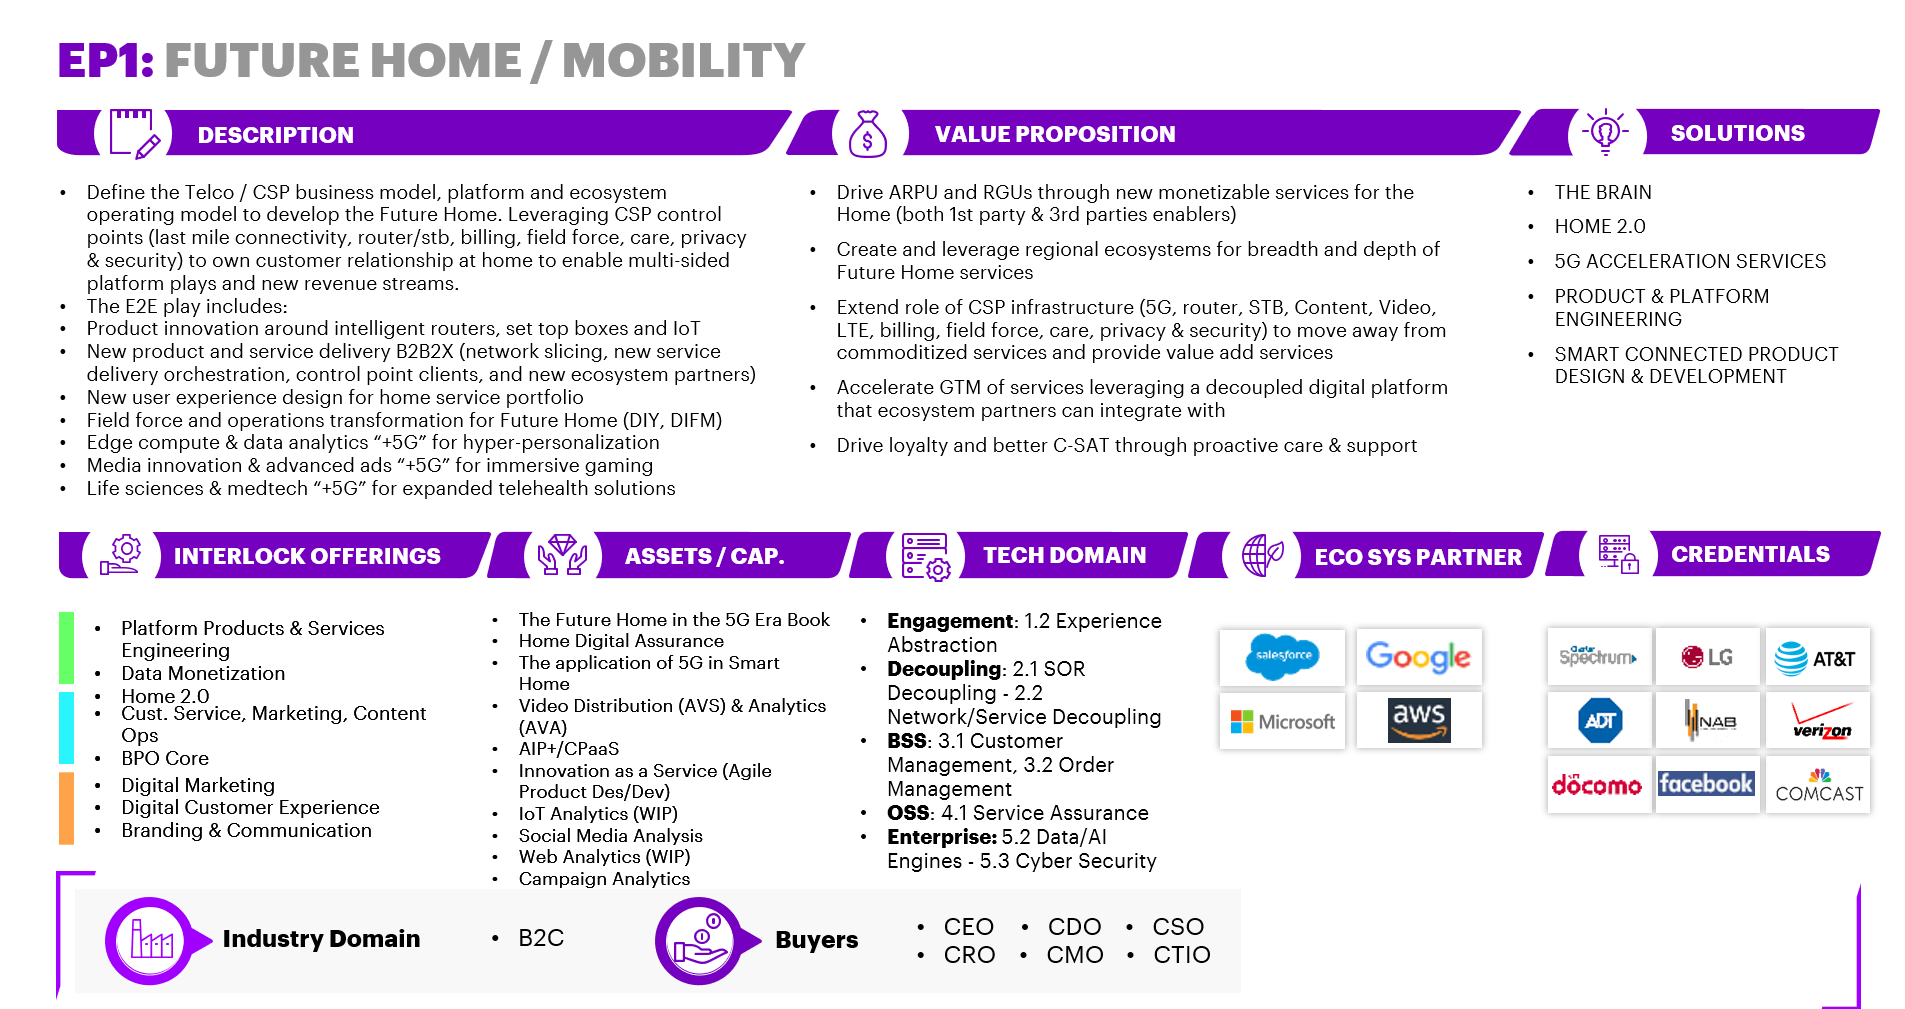 EP1: FUTURE HOME / MOBILITY
DESCRIPTION
• Define the Telco / CSP business model, platform and ecosystem
operating model to develop the Future Home. Leveraging CSP control
points (last mile connectivity, router/stb, billing, field force, care, privacy
& security) to own customer relationship at home to enable multi-sided
platform plays and new revenue streams.
• The E2E play includes:
• Product innovation around intelligent routers, set top boxes and IoT
• New product and service delivery B2B2X (network slicing, new service
delivery orchestration, control point clients, and new ecosystem partners)
• New user experience design for home service portfolio
• Field force and operations transformation for Future Home (DIY, DIFM)
• Edge compute & data analytics “+5G” for hyper-personalization
• Media innovation & advanced ads “+5G” for immersive gaming
• Life sciences & medtech “+5G” for expanded telehealth solutions
VALUE PROPOSITION
• Drive ARPU and RGUs through new monetizable services for the
Home (both 1st party & 3rd parties enablers)
• Create and leverage regional ecosystems for breadth and depth of
Future Home services
• Extend role of CSP infrastructure (5G, router, STB, Content, Video,
LTE, billing, field force, care, privacy & security) to move away from
commoditized services and provide value add services
• Accelerate GTM of services leveraging a decoupled digital platform
that ecosystem partners can integrate with
• Drive loyalty and better C-SAT through proactive care & support
SOLUTIONS
• THE BRAIN
• HOME 2.0
• 5G ACCELERATION SERVICES
• PRODUCT & PLATFORM
ENGINEERING
• SMART CONNECTED PRODUCT
DESIGN & DEVELOPMENT
INTERLOCK OFFERINGS
• Platform Products & Services
Engineering
• Data Monetization
• Home 2.0
• Cust. Service, Marketing, Content
Ops
• BPO Core
• Digital Marketing
• Digital Customer Experience
• Branding & Communication
ASSETS / CAP.
• The Future Home in the 5G Era Book
• Home Digital Assurance
• The application of 5G in Smart
Home
• Video Distribution (AVS) & Analytics
(AVA)
• AIP+/CPaaS
• Innovation as a Service (Agile
Product Des/Dev)
• IoT Analytics (WIP)
• Social Media Analysis
• Web Analytics (WIP)
• Campaign Analytics
TECH DOMAIN
• Engagement: 1.2 Experience
Abstraction
• Decoupling: 2.1 SOR
Decoupling - 2.2
Network/Service Decoupling
• BSS: 3.1 Customer
Management, 3.2 Order
Management
• OSS: 4.1 Service Assurance
• Enterprise: 5.2 Data/AI
Engines - 5.3 Cyber Security
ECO SYS PARTNER
salesforce
Google
Microsoft
aws
CREDENTIALS
Charter
Spectrum
LG
AT&T
ADT
NAB
verizon
döcomo
facebook
COMCAST
Industry Domain
• B2C
Buyers
• CEO • CDO • CSO
• CRO • CMO • CTIO